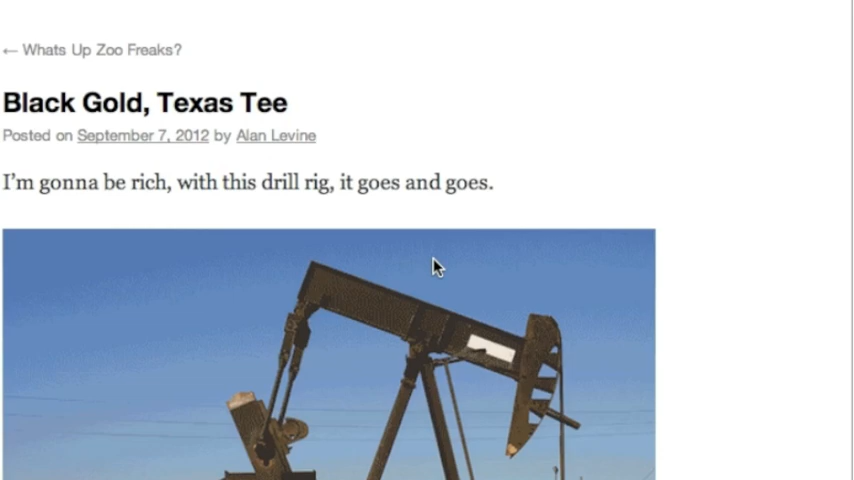 ← Whats Up Zoo Freaks?
Black Gold, Texas Tee
Posted on September 7, 2012 by Alan Levine
I’m gonna be rich, with this drill rig, it goes and goes.